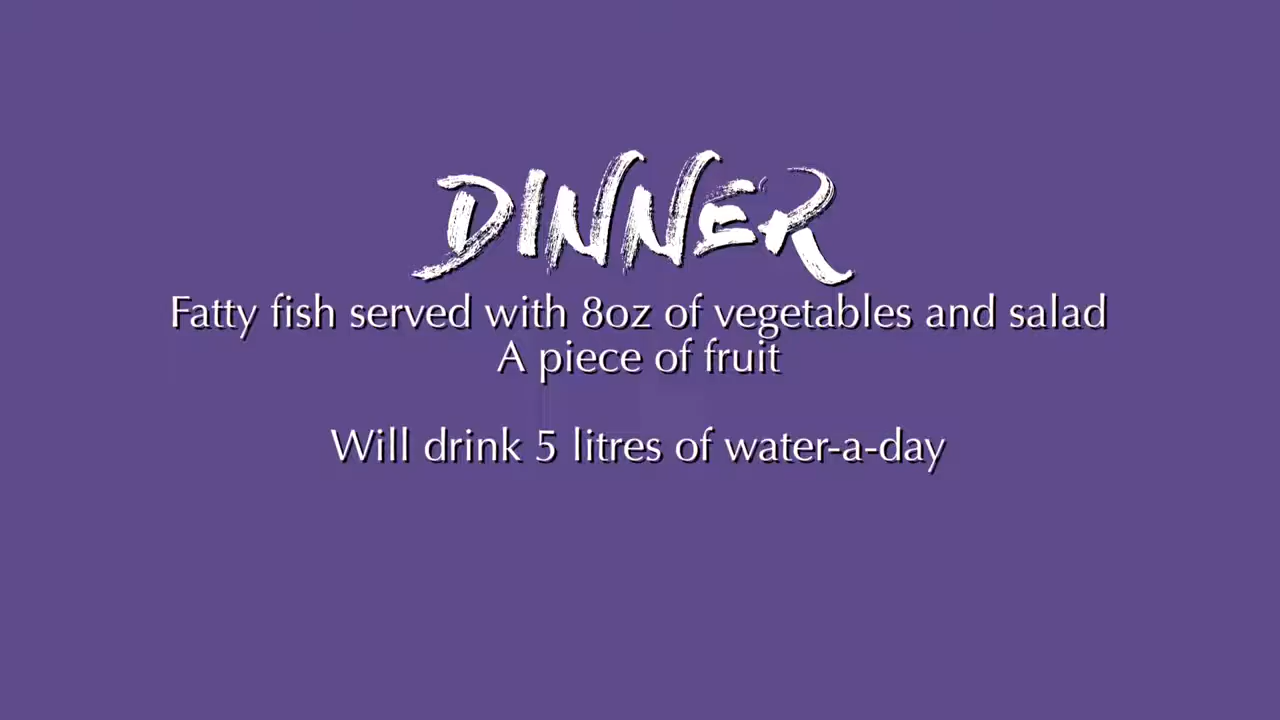 DINNER
Fatty fish served with 8oz of vegetables and salad
A piece of fruit
Will drink 5 litres of water-a-day